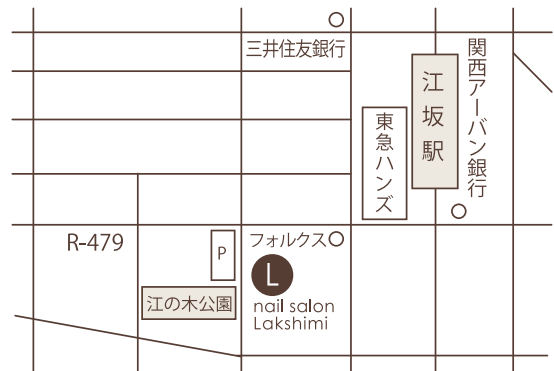 三井住友銀行
関西アーバン銀行
江坂駅
東急ハンズ
R-479
P
フォルクス
L
江の木公園
nail salon
Lakshimi